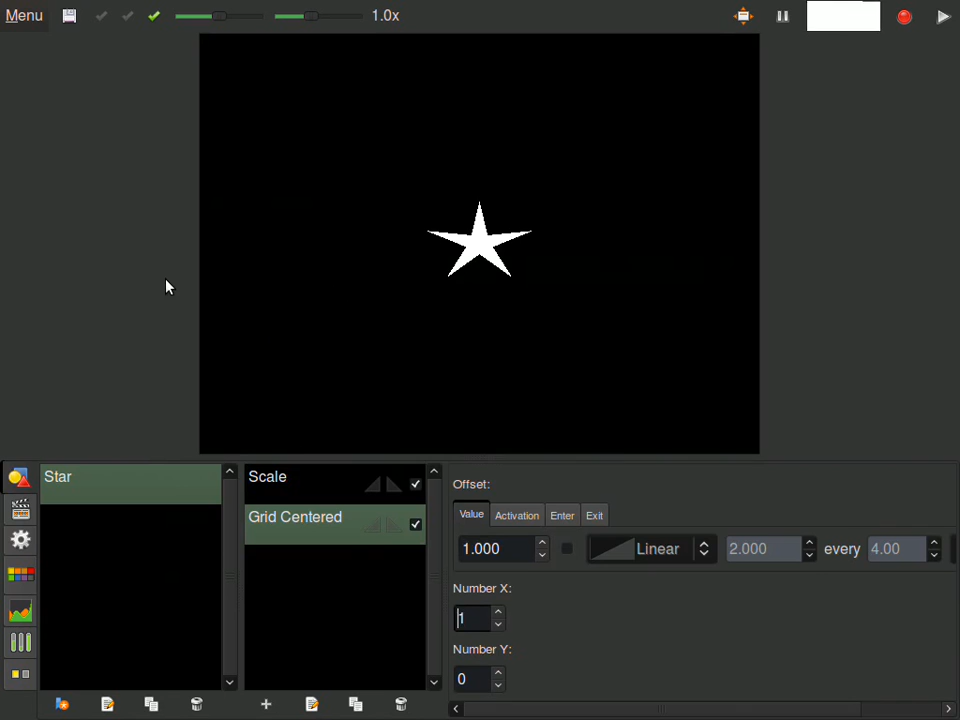 Menu 1.0x
Star
Scale
Grid Centered
Offset:
Value Activation Enter Exit
1.000 Linear 2.000 every 4.00
Number X:
1
Number Y:
0